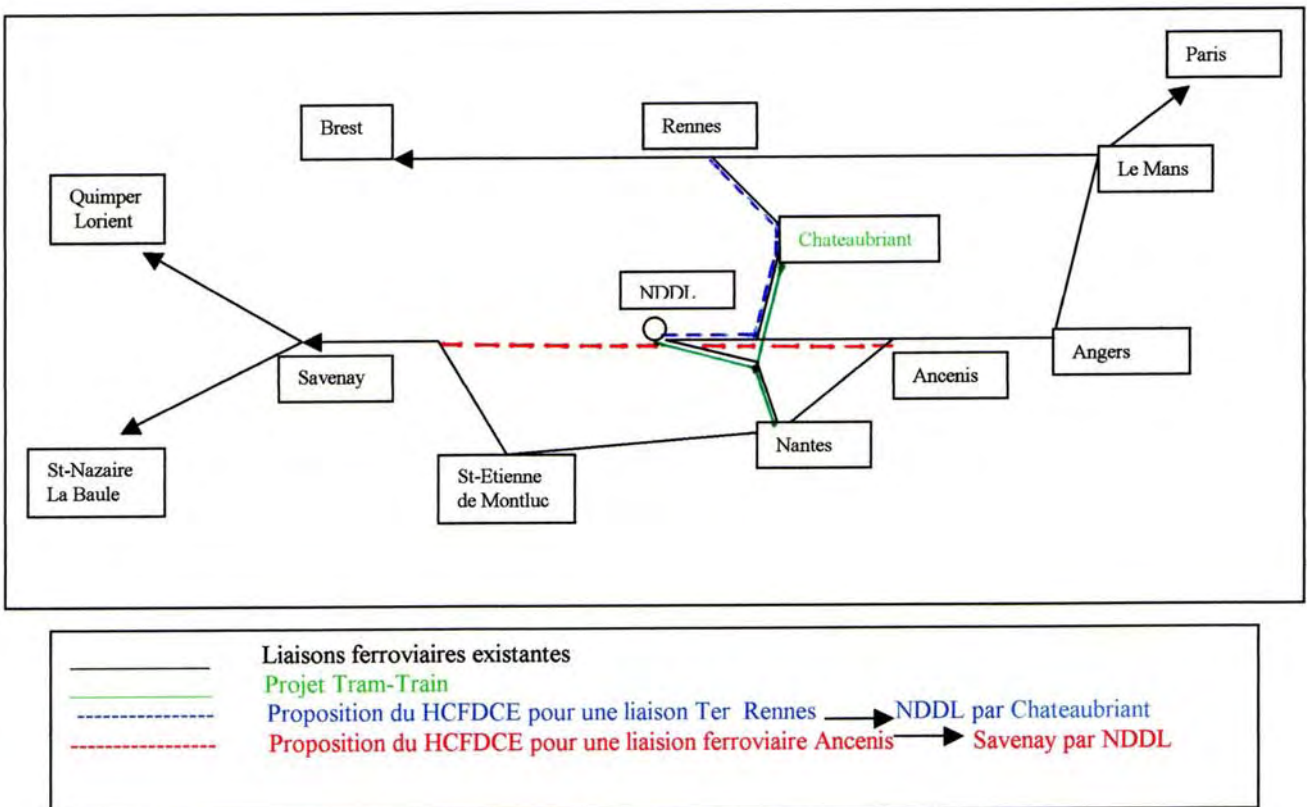 Paris
Brest
Rennes
Le Mans
Quimper
Lorient
Chateaubriant
NDDL
Savenay
Ancenis
Angers
Nantes
St-Nazaire
La Baule
St-Etienne
de Montluc
Liaisons ferroviaires existantes
Projet Tram-Train
Proposition du HCFDCE pour une liaison Ter Rennes NDDL par Chateaubriant
Proposition du HCFDCE pour une liaision ferroviaire Ancenis Savenay par NDDL